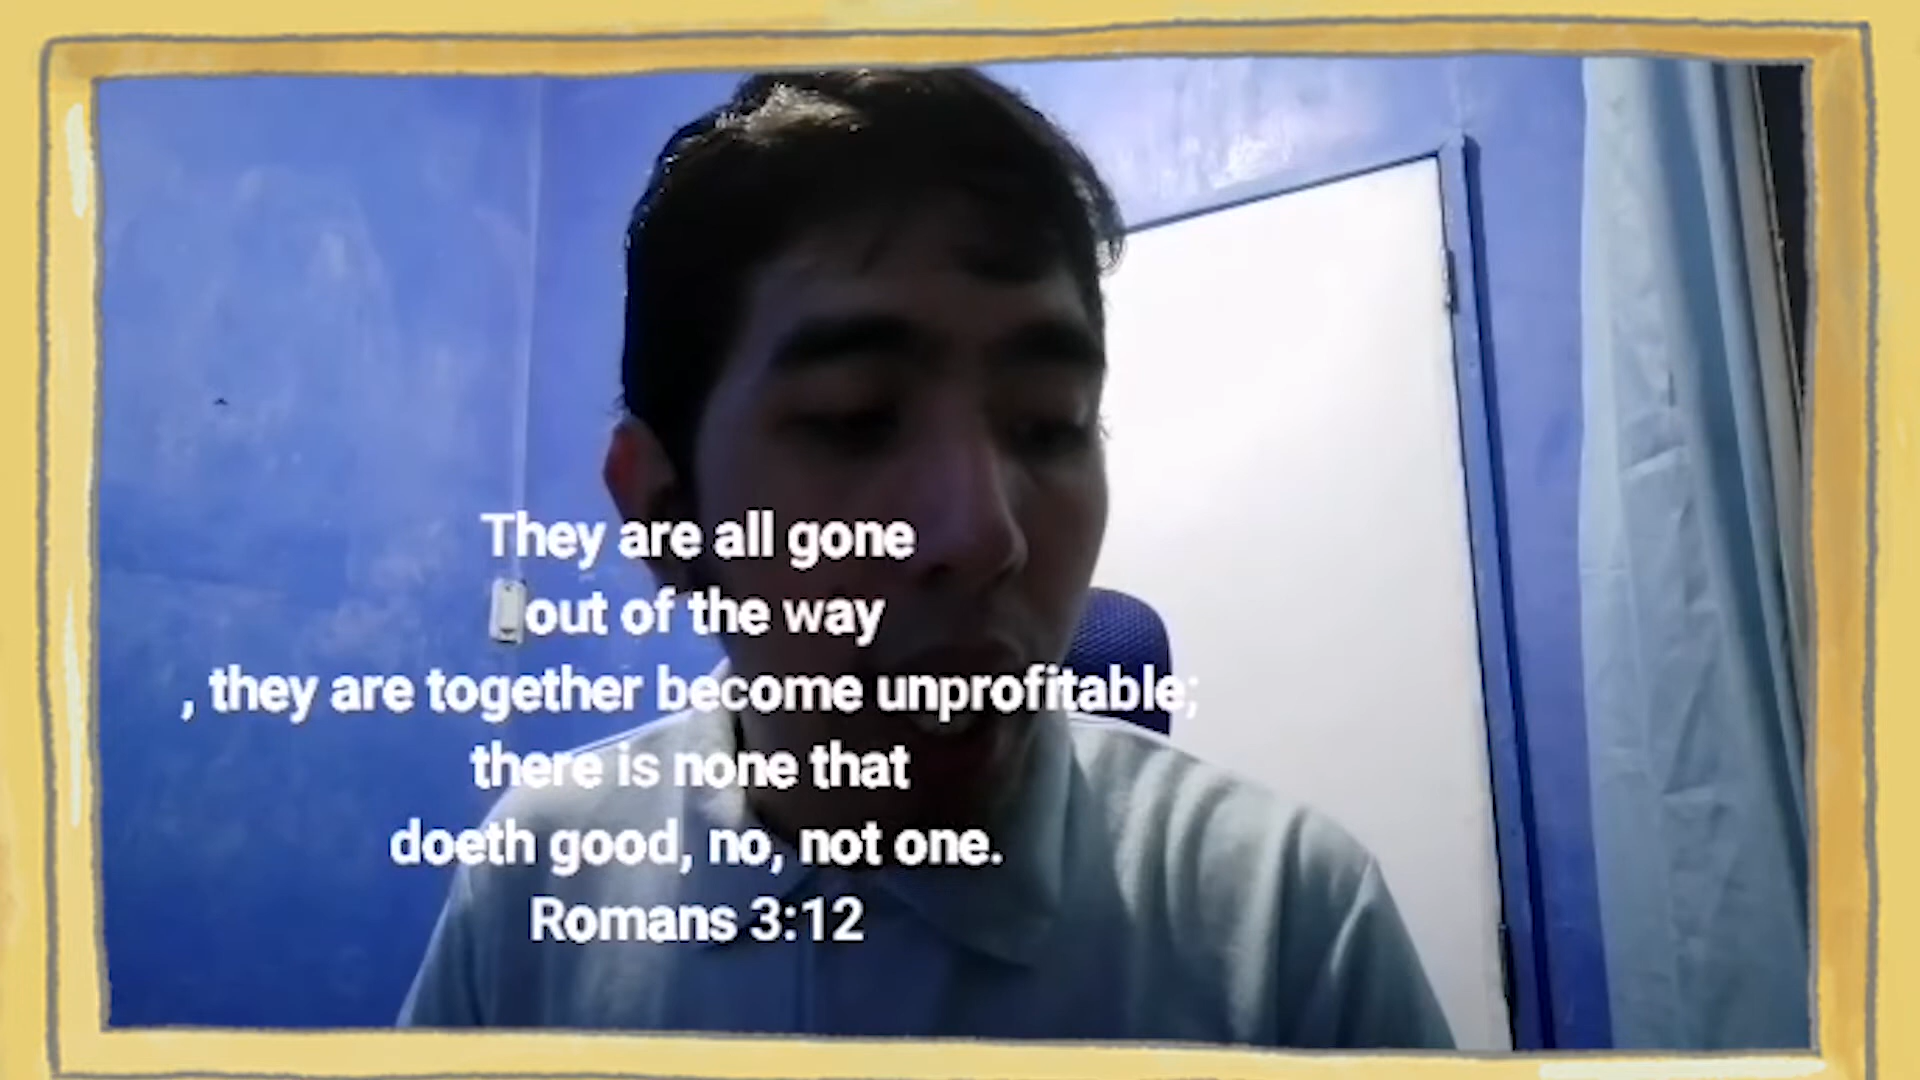 They are all gone
out of the way
, they are together become unprofitable;
there is none that
doeth good, no, not one.
Romans 3:12